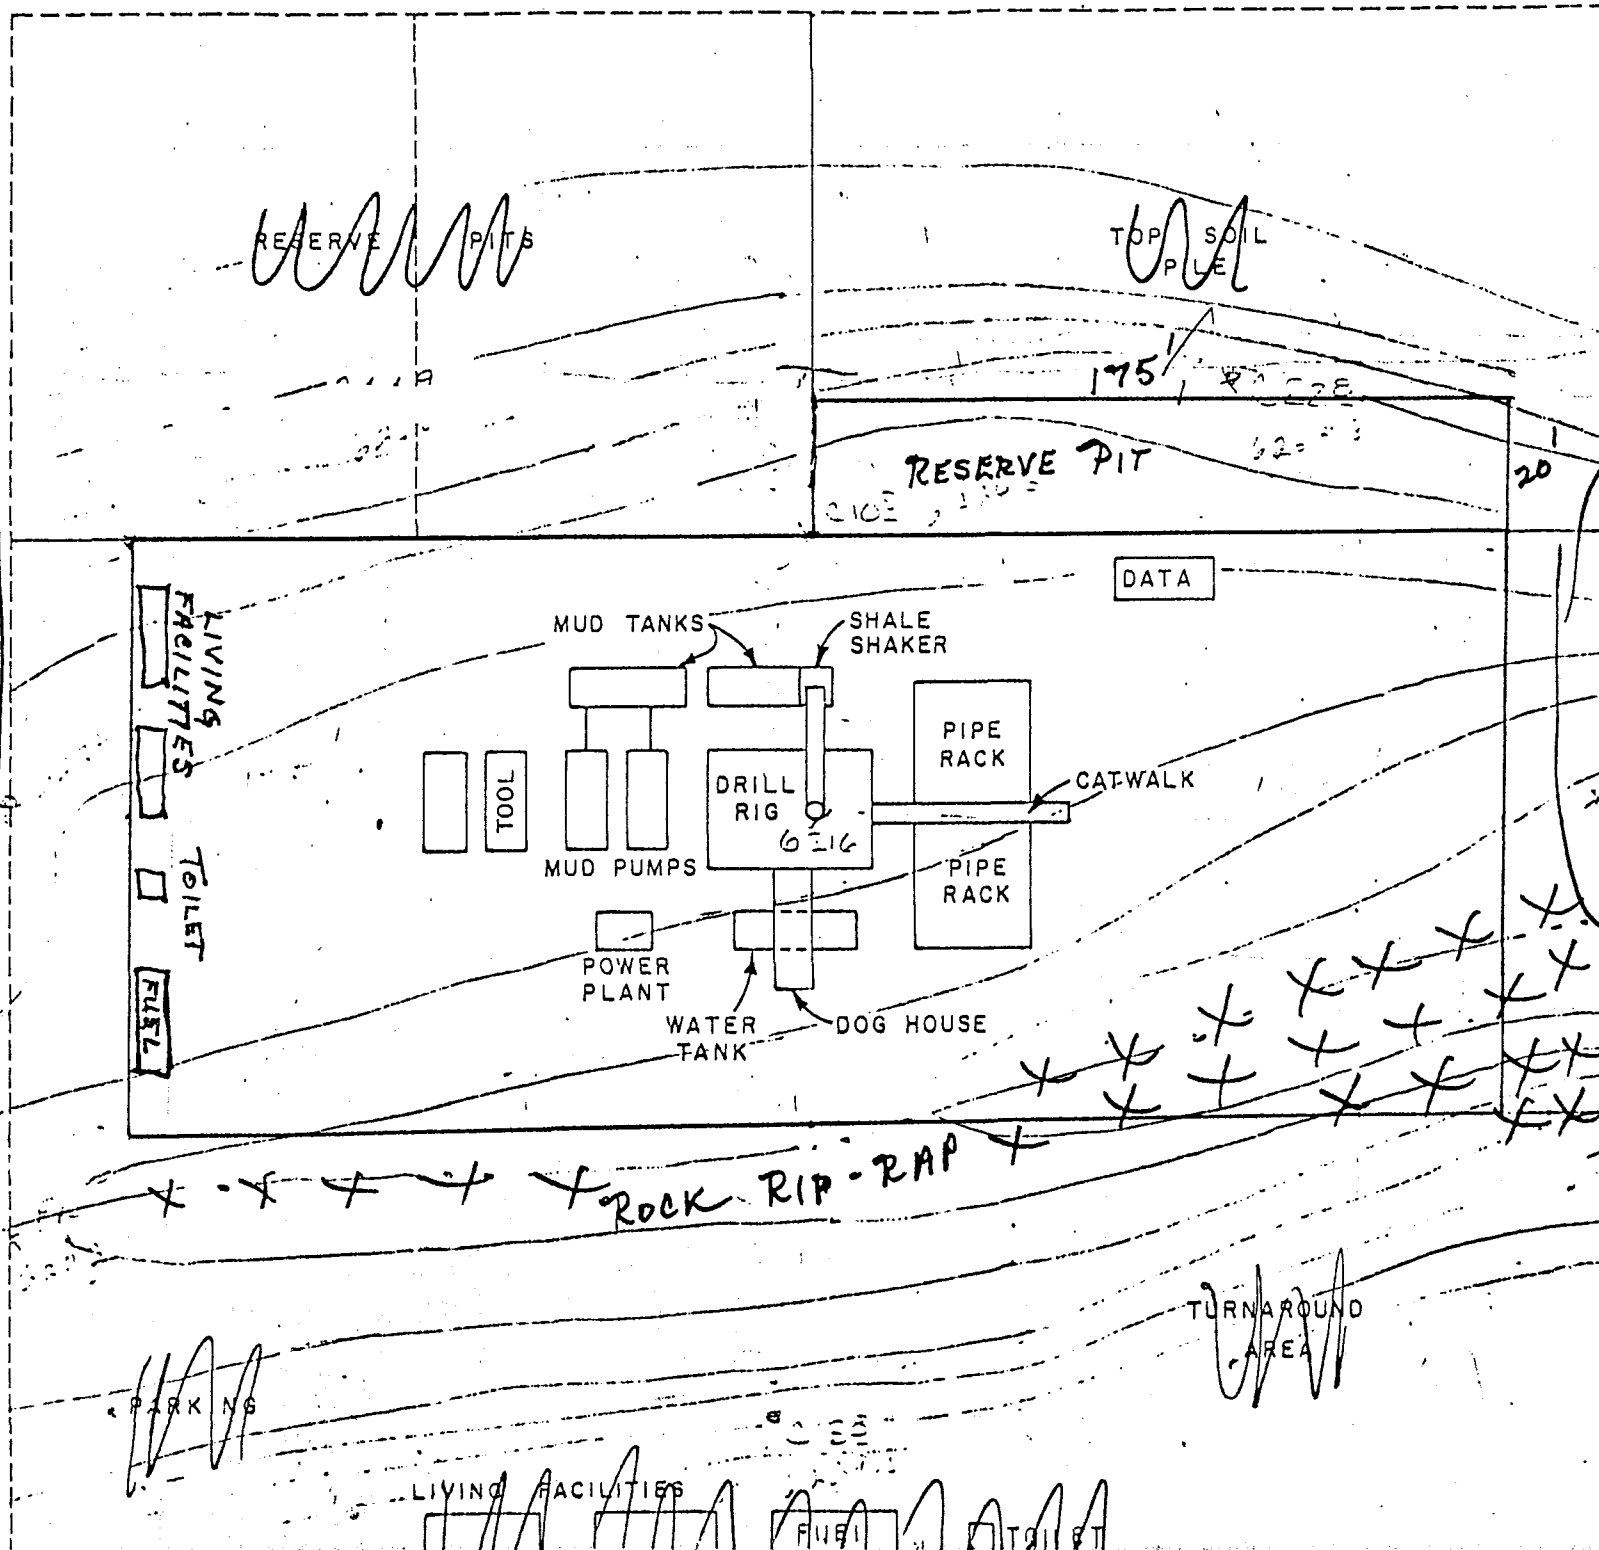 RESERVE PITS
TOP SOIL
PILE
175'
RESERVE PIT
20'
DATA
LIVING
FACILITIES
MUD TANKS
SHALE
SHAKER
PIPE
RACK
DRILL
RIG
CATWALK
TOOL
MUD PUMPS
PIPE
RACK
TOILET
POWER
PLANT
FUEL
WATER
TANK
DOG HOUSE
ROCK RIP-RAP
TURNAROUND
AREA
PARKING
LIVING FACILITIES
FUEL
TOILET